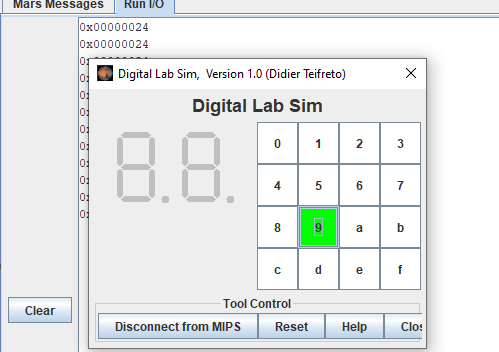 Mars Messages Run I/O
0x00000024
0x00000024
Digital Lab Sim, Version 1.0 (Didier Teifreto)
Digital Lab Sim
0 1 2 3
4 5 6 7
8 9 a b
c d e f
Tool Control
Clear
Disconnect from MIPS Reset Help Clos